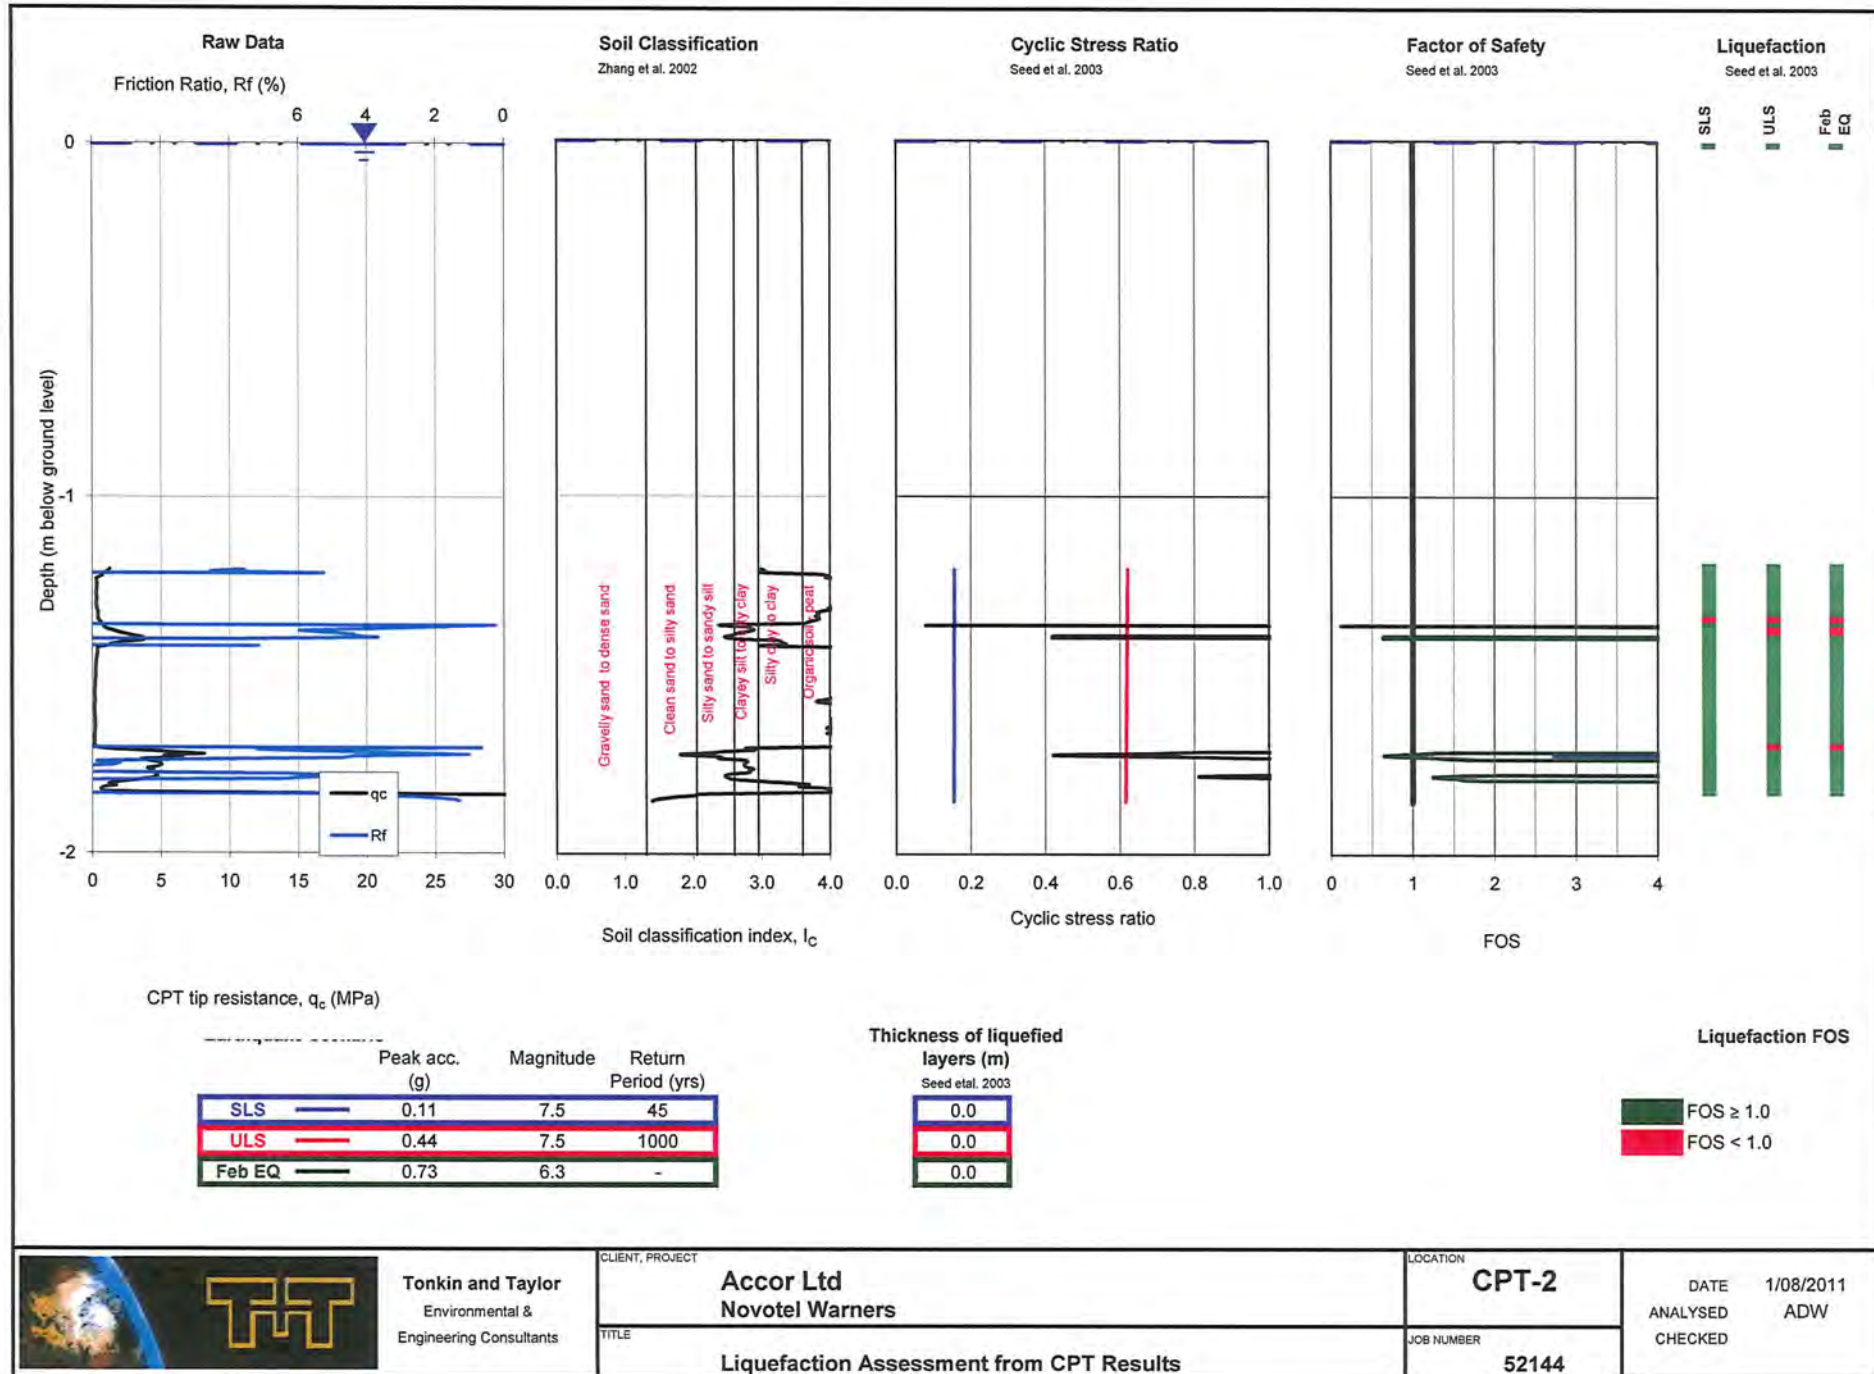 Raw Data
Friction Ratio, Rf (%)
6 4 2 0
Soil Classification
Zhang et al. 2002
Cyclic Stress Ratio
Seed et al. 2003
Factor of Safety
Seed et al. 2003
Liquefaction
Seed et al. 2003
SLS
ULS
Feb
EQ
Depth (m below ground level)
0
-1
-2
qc
Rf
0 5 10 15 20 25 30
CPT tip resistance, qc (MPa)
Gravelly sand to dense sand
Clean sand to silty sand
Silty sand to sandy silt
Clayey silt to silty clay
Silty clay to clay
Organic soil: peat
0.0 1.0 2.0 3.0 4.0
Soil classification index, IC
0.0 0.2 0.4 0.6 0.8 1.0
Cyclic stress ratio
0 1 2 3 4
FOS
Peak acc. Magnitude Return
(g) Period (yrs)
SLS 0.11 7.5 45
ULS 0.44 7.5 1000
Feb EQ 0.73 6.3 -
Thickness of liquefied
layers (m)
Seed etal. 2003
0.0
0.0
0.0
Liquefaction FOS
FOS ≥ 1.0
FOS < 1.0
T+T
Tonkin and Taylor
Environmental &
Engineering Consultants
CLIENT, PROJECT
Accor Ltd
Novotel Warners
TITLE
Liquefaction Assessment from CPT Results
LOCATION
CPT-2
JOB NUMBER
52144
DATE 1/08/2011
ANALYSED ADW
CHECKED